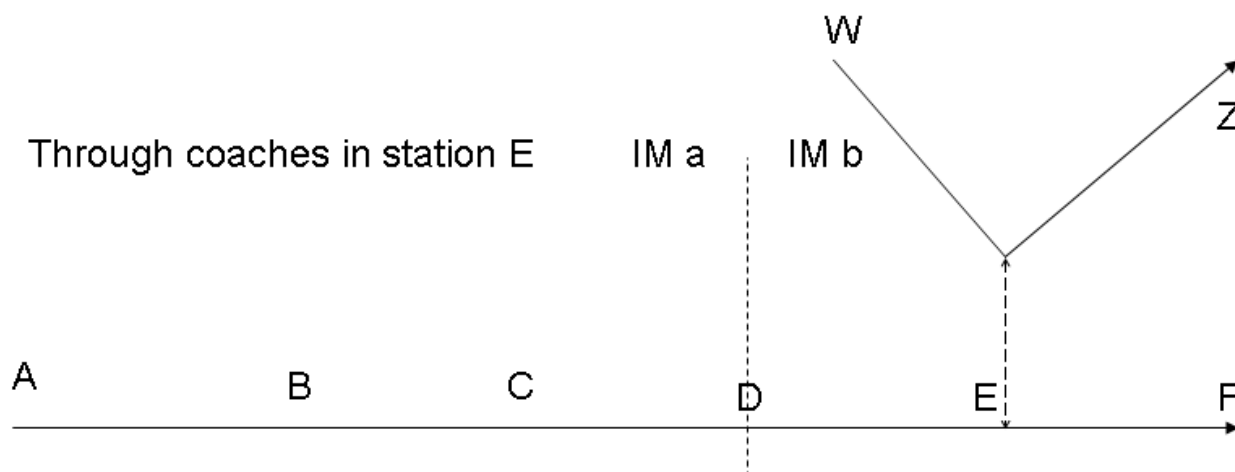 W
Z
Through coaches in station E IM a IM b
A B C D E F